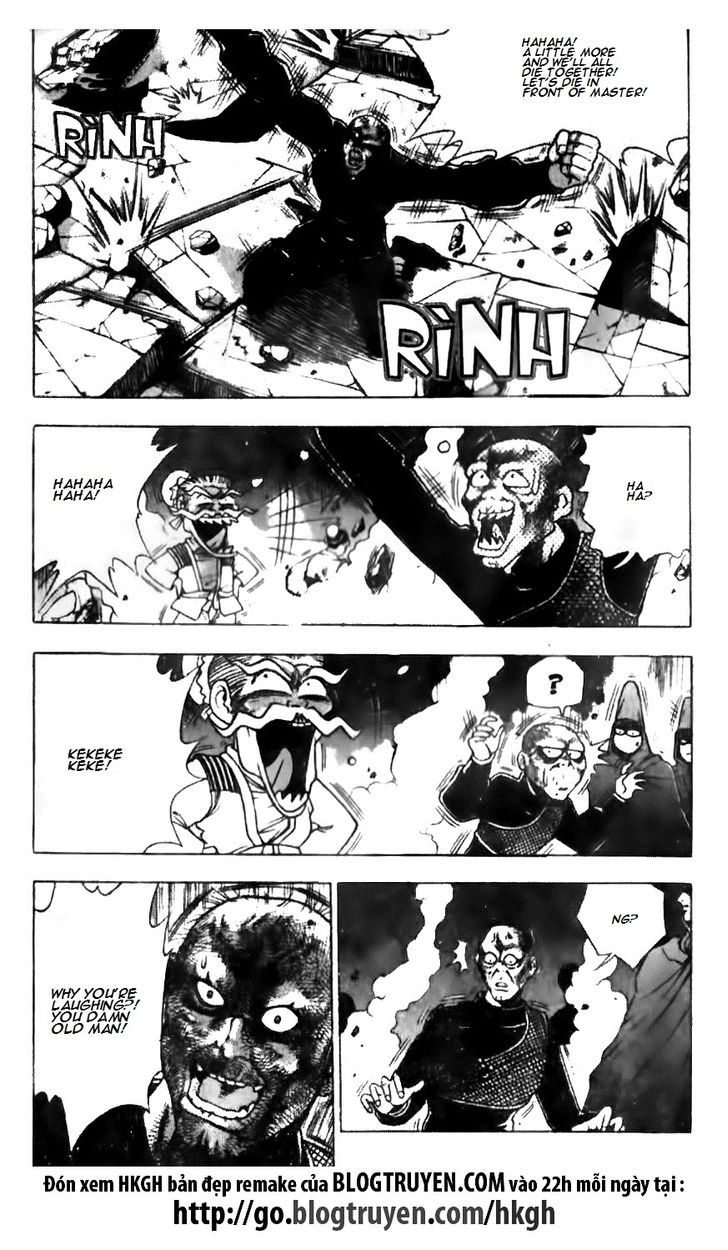 HAHAHA!
A LITTLE MORE
AND WE'LL ALL
DIE TOGETHER!
LET'S DIE IN
FRONT OF MASTER!
RÌNH
RÌNH
HAHAHA
HAHA!
HA
HA?
KEKEKE
KEKE!
?
WHY YOU'RE
LAUGHING?!
YOU DAMN
OLD MAN!
NG?
Đón xem HKGH bản đẹp remake của BLOGTRUYEN.COM vào 22h mỗi ngày tại :
http://go.blogtruyen.com/hkgh